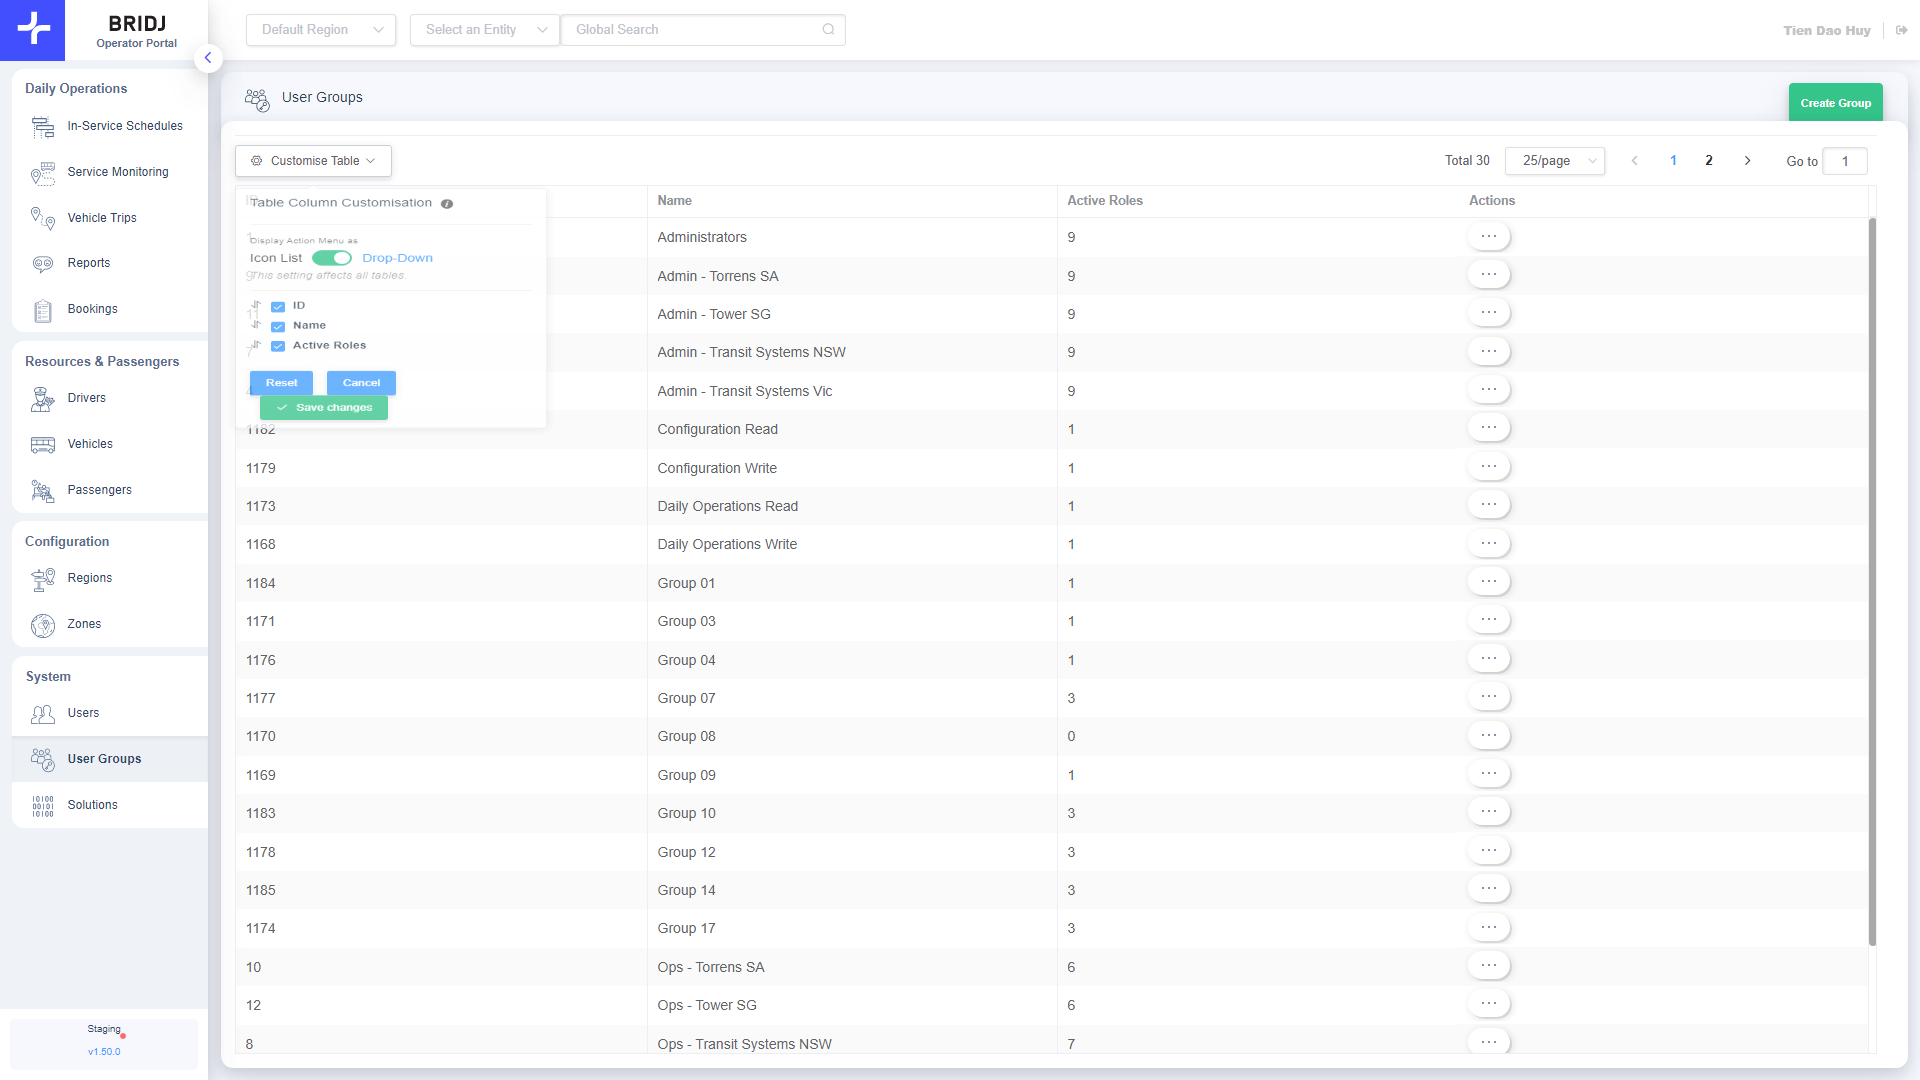 BRIDJ
Operator Portal
Default Region
Select an Entity
Global Search
Tien Dao Huy
Daily Operations
In-Service Schedules
Service Monitoring
Vehicle Trips
Reports
Bookings
Resources & Passengers
Drivers
Vehicles
Passengers
Configuration
Regions
Zones
System
Users
User Groups
Solutions
Staging
v1.50.0
User Groups
Create Group
Customise Table
Total 30
25/page
1
2
Go to
1
Table Column Customisation
Display Action Menu as
Icon List
Drop-Down
This setting affects all tables.
ID
Name
Active Roles
Reset
Cancel
Save changes
ID Name Active Roles Actions
1 Administrators 9 ...
9 Admin - Torrens SA 9 ...
11 Admin - Tower SG 9 ...
7 Admin - Transit Systems NSW 9 ...
4 Admin - Transit Systems Vic 9 ...
1182 Configuration Read 1 ...
1179 Configuration Write 1 ...
1173 Daily Operations Read 1 ...
1168 Daily Operations Write 1 ...
1184 Group 01 1 ...
1171 Group 03 1 ...
1176 Group 04 1 ...
1177 Group 07 3 ...
1170 Group 08 0 ...
1169 Group 09 1 ...
1183 Group 10 3 ...
1178 Group 12 3 ...
1185 Group 14 3 ...
1174 Group 17 3 ...
10 Ops - Torrens SA 6 ...
12 Ops - Tower SG 6 ...
8 Ops - Transit Systems NSW 7 ...